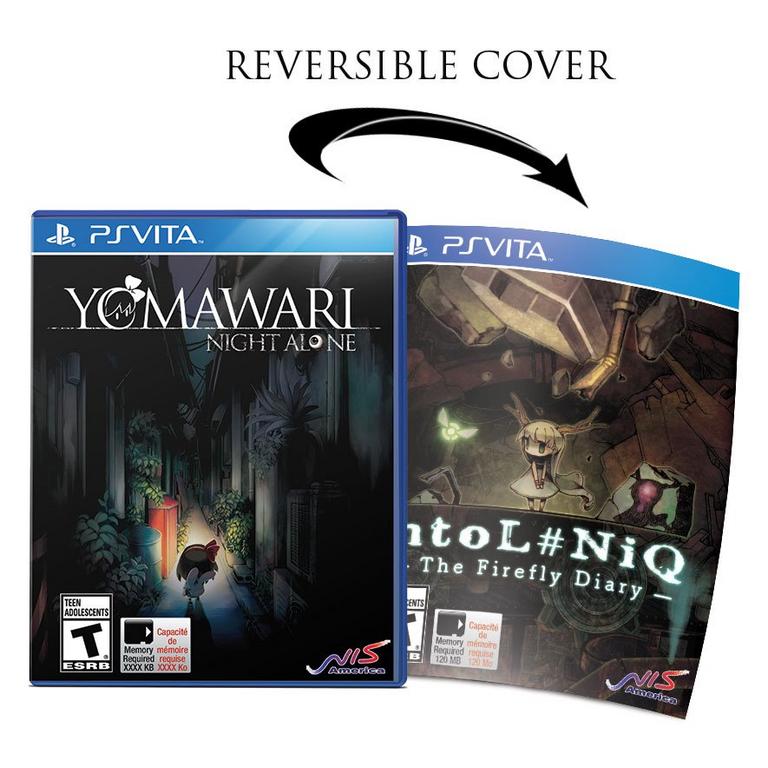 REVERSIBLE COVER
PSVITA
YOMAWARI
NIGHT ALONE
TEEN
ADOLESCENTS
T
ESRB
Memory
Required
XXXX KB
Capacité
de
mémoire
requise
XXXX Ko
NIS
America
PSVITA
ntoL#NiQ
- The Firefly Diary -
CENTS
Memory
Required
120 MB
Capacité
de
mémoire
requise
120 Mo
NIS
America